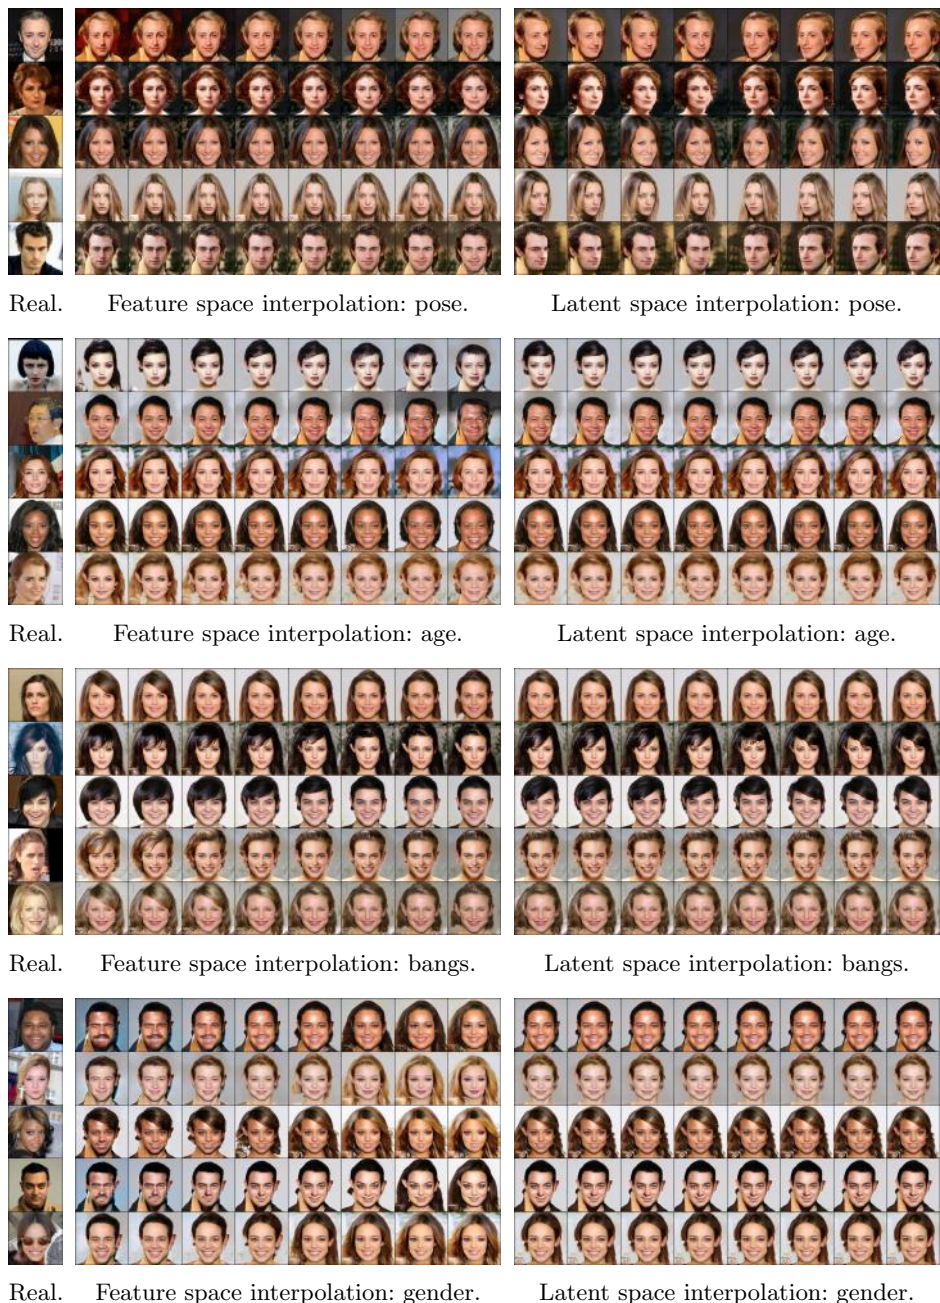 Real. Feature space interpolation: pose. Latent space interpolation: pose.
Real. Feature space interpolation: age. Latent space interpolation: age.
Real. Feature space interpolation: bangs. Latent space interpolation: bangs.
Real. Feature space interpolation: gender. Latent space interpolation: gender.